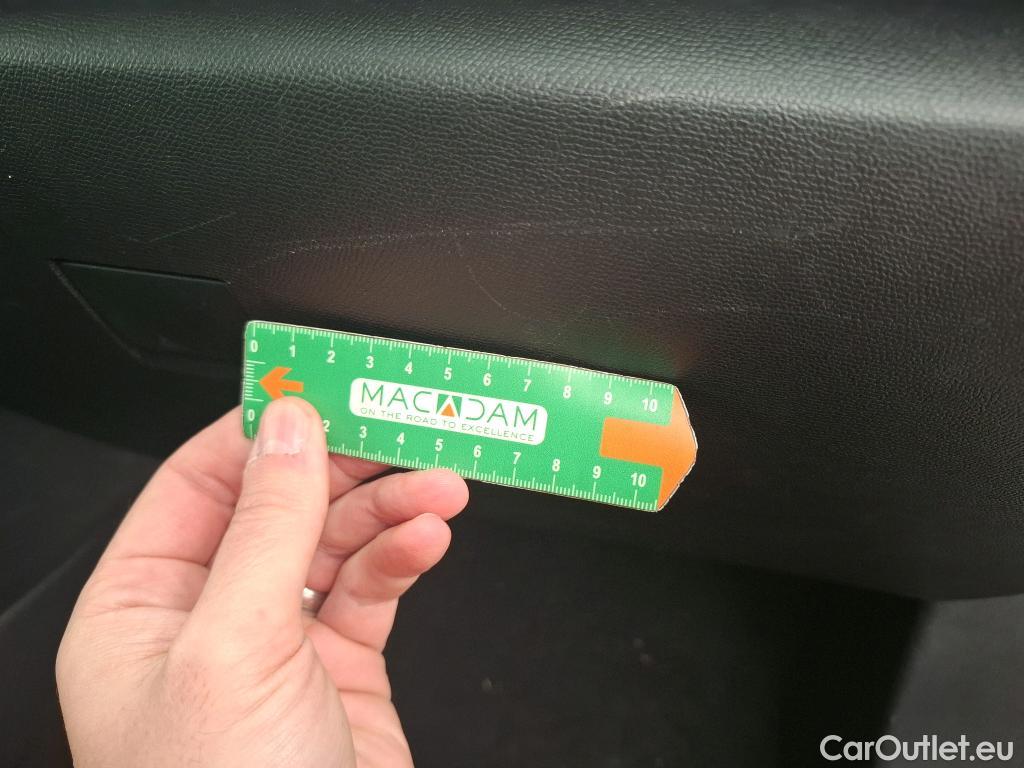 0 1 2 3 4 5 6 7 8 9 10
MACADAM
ON THE ROAD TO EXCELLENCE
0 2 3 4 5 6 7 8 9 10
CarOutlet.eu